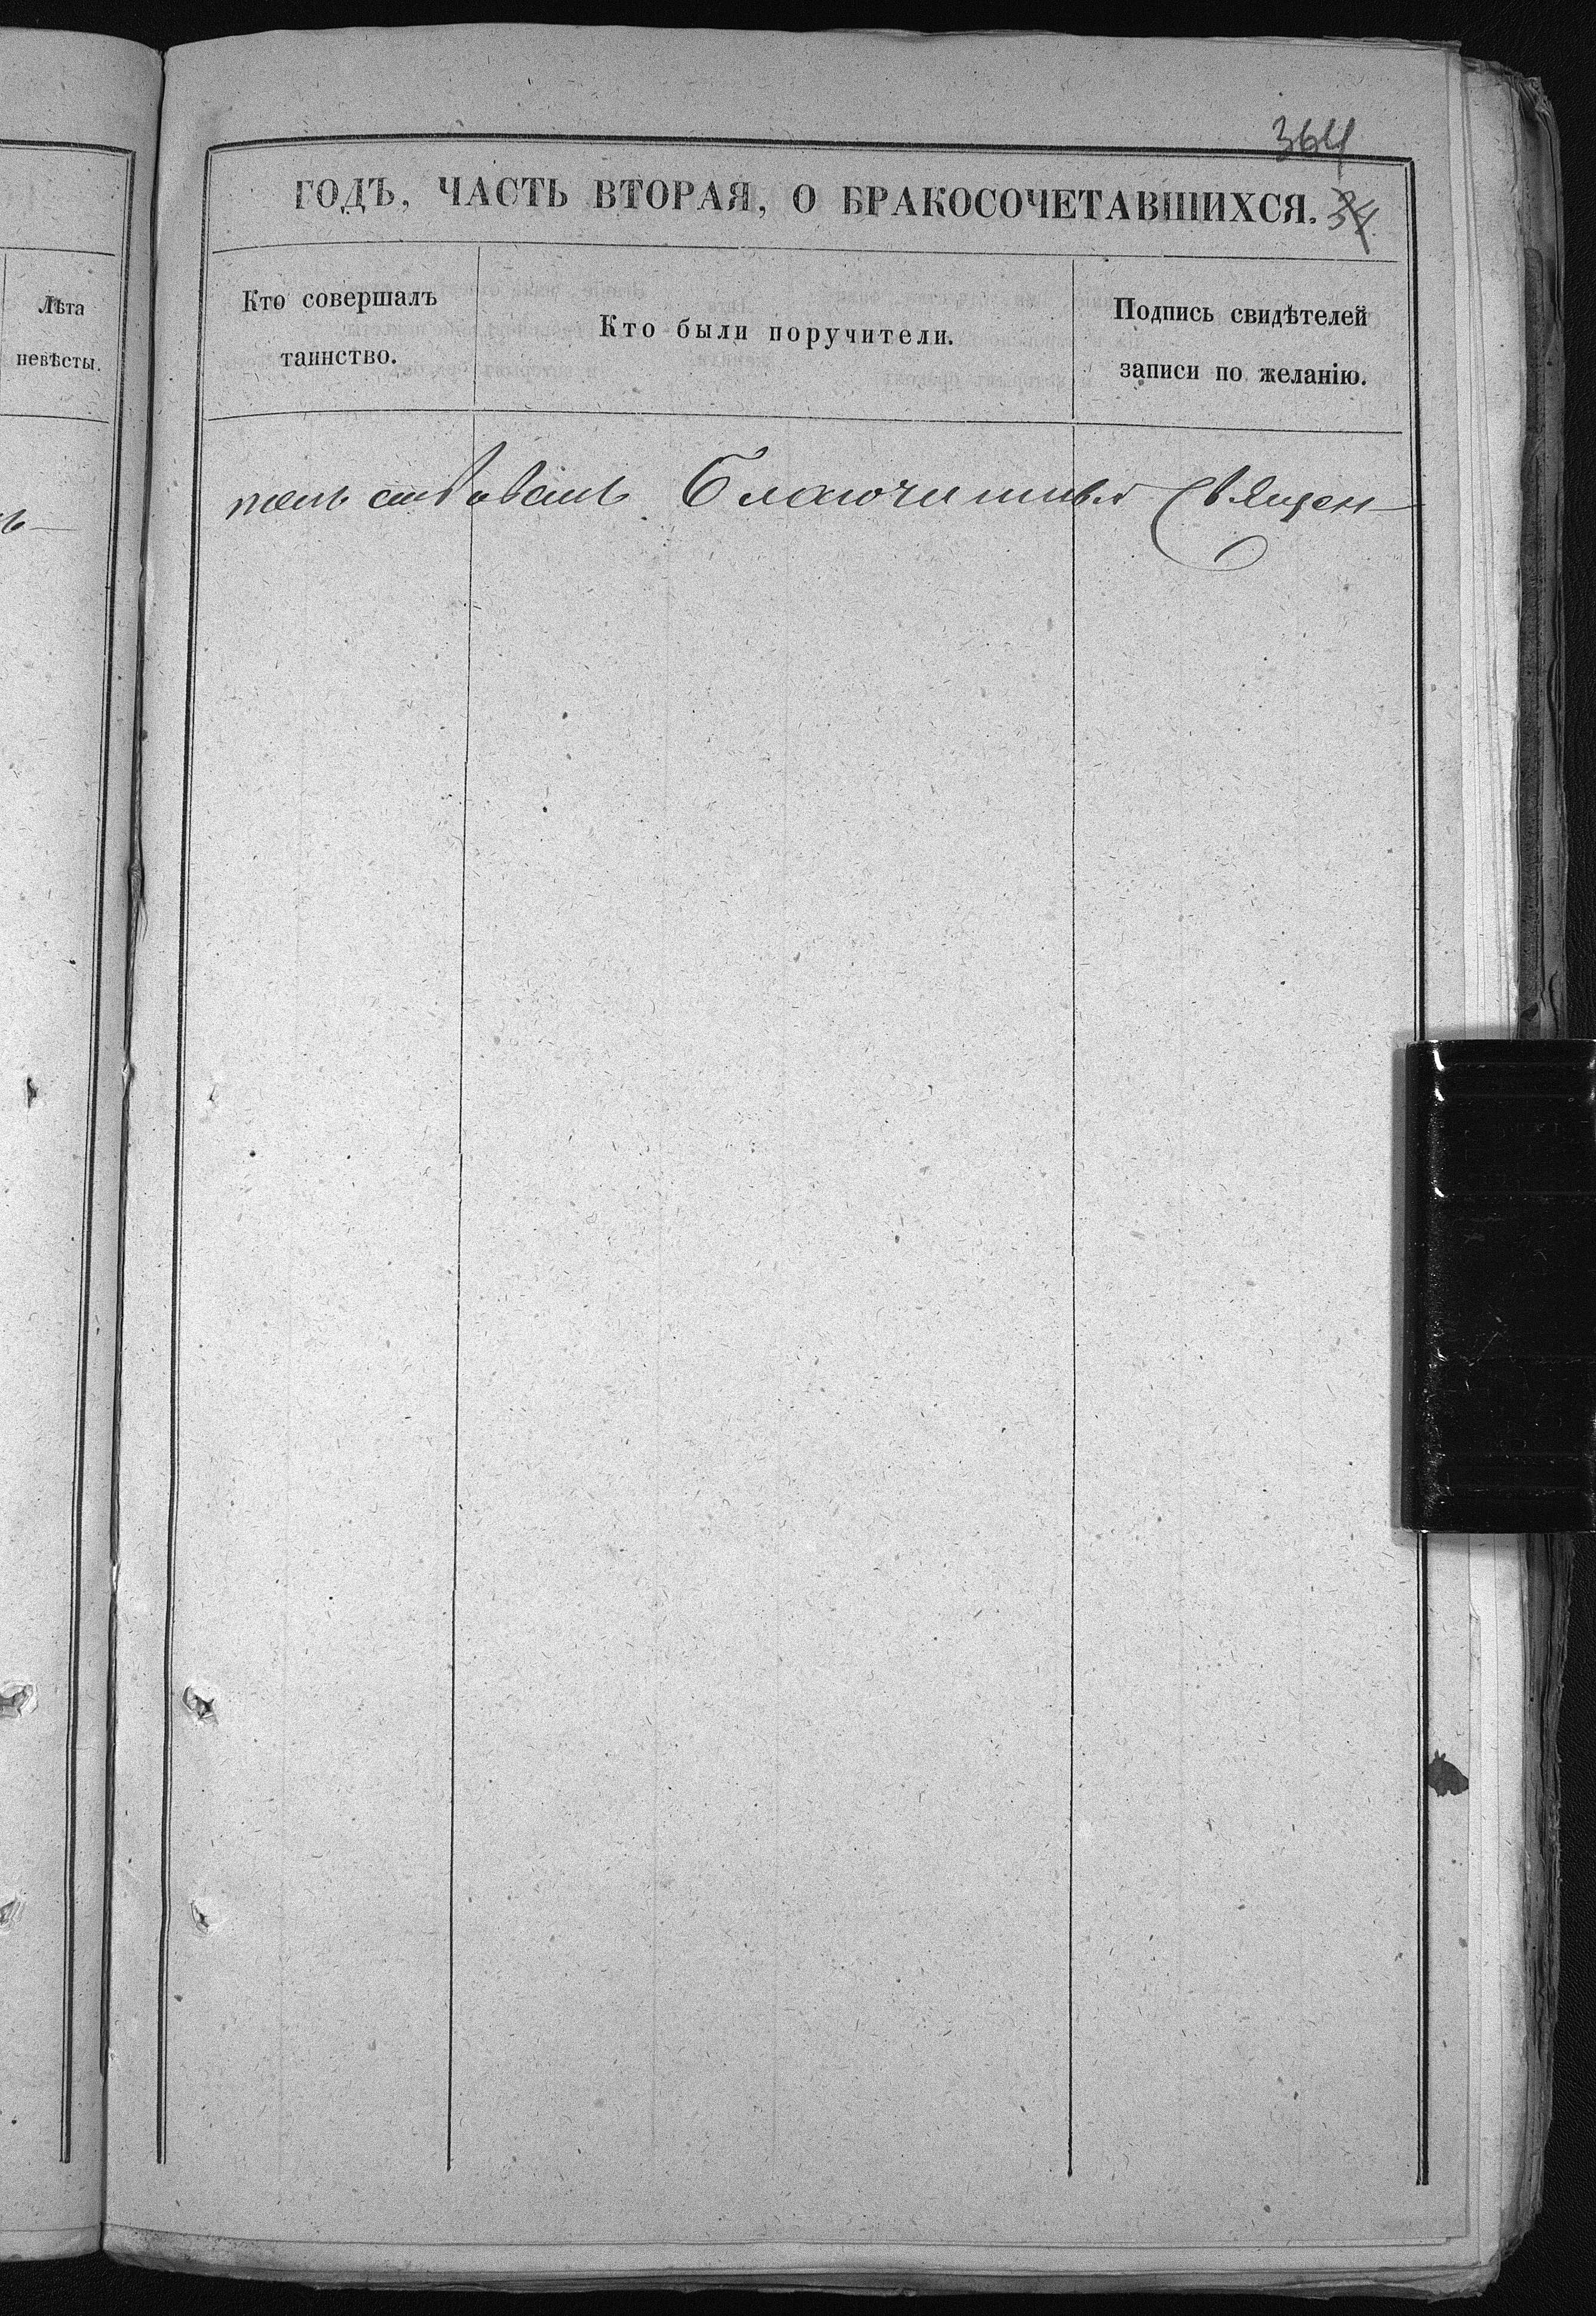 364
ГОДЪ, ЧАСТЬ ВТОРАЯ, О БРАКОСОЧЕТАВШИХСЯ.
Лѣта
невѣсты.
Кто совершалъ
таинство.
Кто были поручители.
Подпись свидѣтелей
записи по желанію.
тельствовалъ Благочинный Священ-